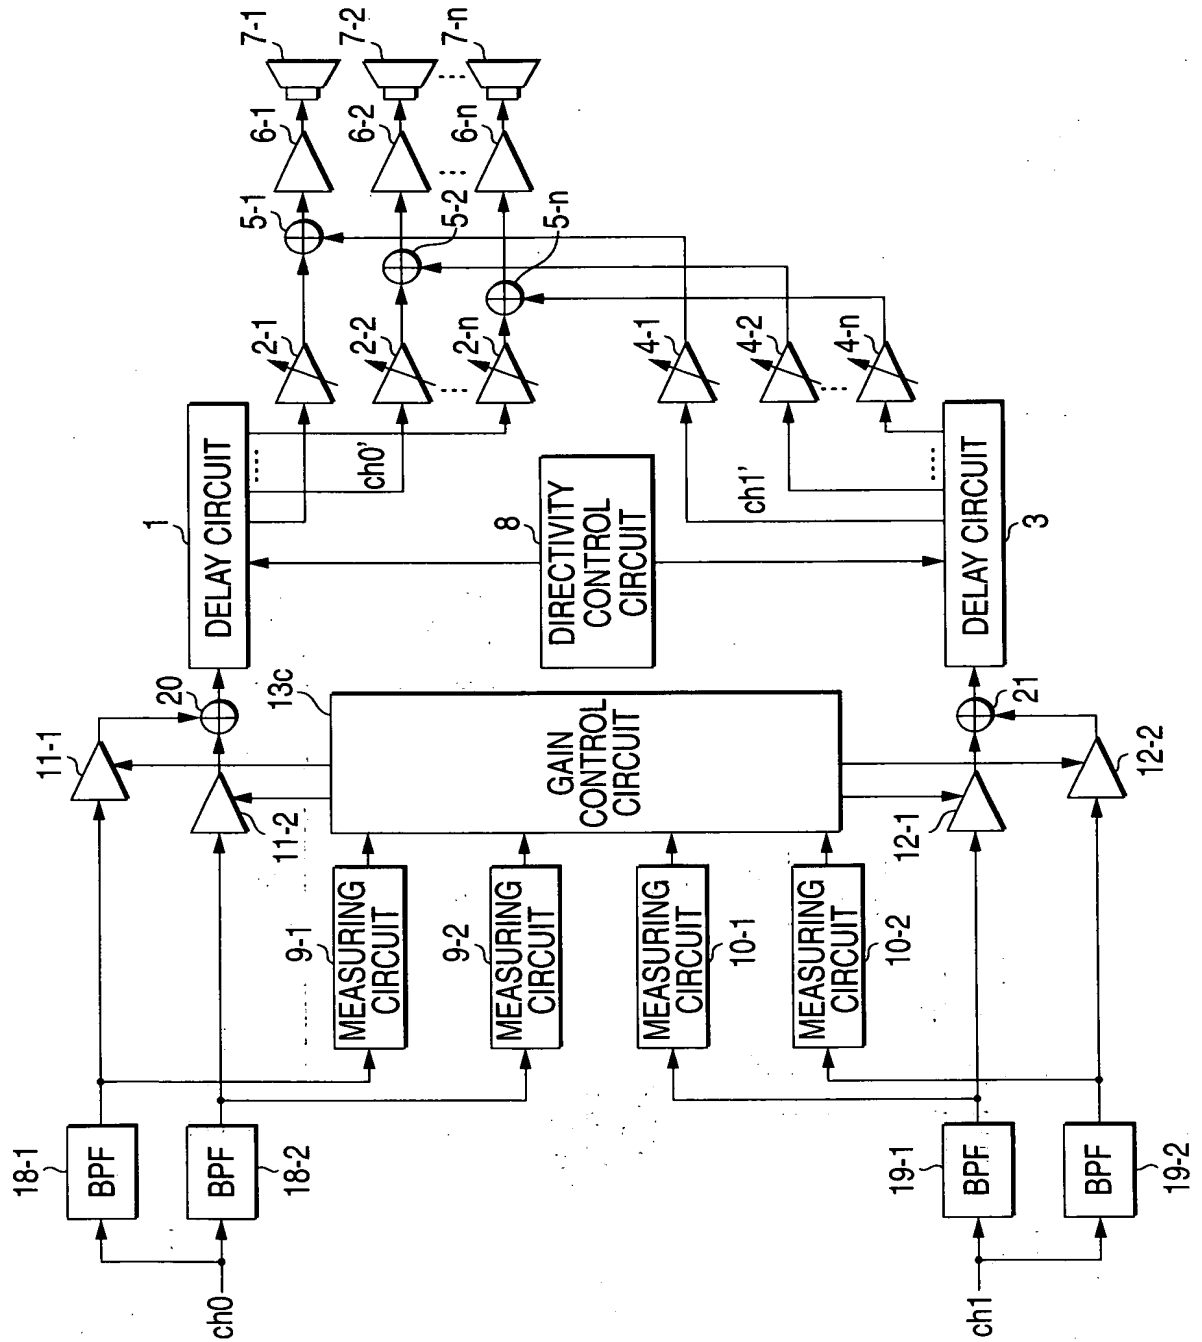 ch0
18-1
BPF
BPF
18-2
11-1
11-2
20
1
DELAY CIRCUIT
ch0'
2-1
2-2
2-n
5-1
5-2
5-n
6-1
6-2
6-n
7-1
7-2
7-n
9-1
MEASURING
CIRCUIT
9-2
MEASURING
CIRCUIT
MEASURING
CIRCUIT
10-1
MEASURING
CIRCUIT
10-2
13c
GAIN
CONTROL
CIRCUIT
8
DIRECTIVITY
CONTROL
CIRCUIT
ch1'
4-1
4-2
4-n
ch1
19-1
BPF
BPF
19-2
12-1
12-2
21
DELAY CIRCUIT
3